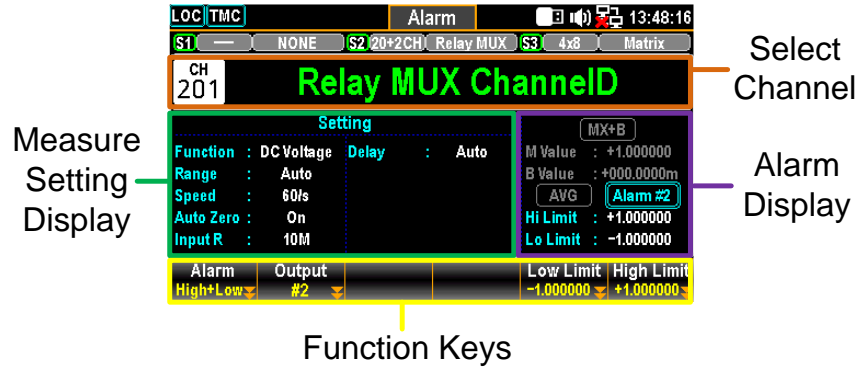 LOC TMC Alarm 13:48:16
S1 — NONE S2 20+2CH Relay MUX S3 4x8 Matrix
CH
201 Relay MUX ChannelID
Select
Channel
Measure
Setting
Display
Setting
Function : DC Voltage Delay : Auto
Range : Auto
Speed : 60/s
Auto Zero : On
Input R : 10M
MX+B
M Value : +1.000000
B Value : +000.0000m
AVG Alarm #2
Hi Limit : +1.000000
Lo Limit : -1.000000
Alarm
Display
Alarm Output Low Limit High Limit
High+Low #2 -1.000000 +1.000000
Function Keys